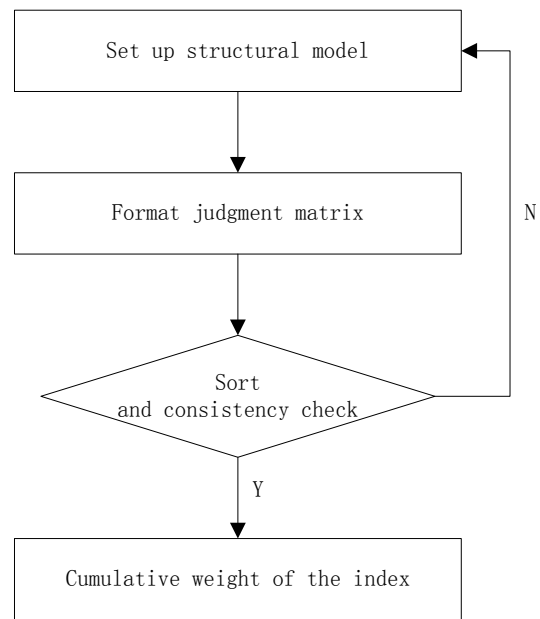 Set up structural model
Format judgment matrix
N
Sort
and consistency check
Y
Cumulative weight of the index